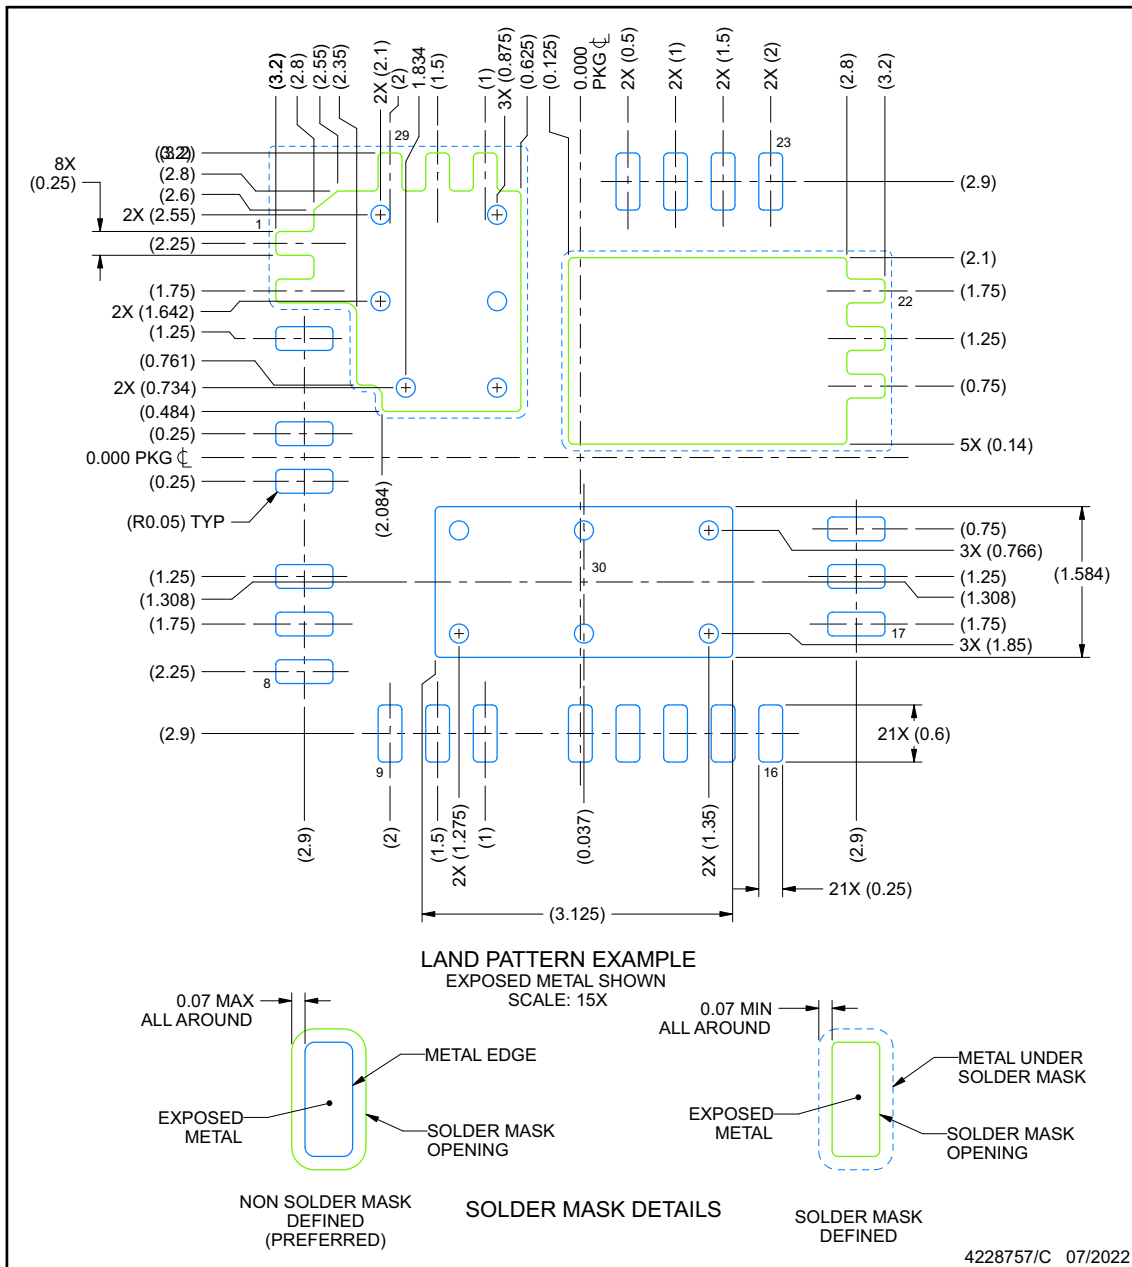 (3.2)
(2.8)
(2.55)
(2.35)
2X (2.1)
(2)
1.834
(1.5)
(1)
3X (0.875)
(0.625)
(0.125)
0.000
PKG ℄
2X (0.5)
2X (1)
2X (1.5)
2X (2)
(2.8)
(3.2)
8X
(0.25)
(3.2)
(2.8)
(2.6)
2X (2.55)
(2.25)
(1.75)
2X (1.642)
(1.25)
(0.761)
2X (0.734)
(0.484)
(0.25)
0.000 PKG ℄
(0.25)
(R0.05) TYP
(1.25)
(1.308)
(1.75)
(2.25)
(2.9)
1
29
23
22
30
17
8
9
16
(2.9)
(2.1)
(1.75)
(1.25)
(0.75)
5X (0.14)
(0.75)
3X (0.766)
(1.25)
(1.308)
(1.75)
3X (1.85)
(1.584)
21X (0.6)
21X (0.25)
(2.084)
(2.9)
(2)
(1.5)
2X (1.275)
(1)
(0.037)
2X (1.35)
(2.9)
(3.125)
LAND PATTERN EXAMPLE
EXPOSED METAL SHOWN
SCALE: 15X
0.07 MAX
ALL AROUND
METAL EDGE
EXPOSED
METAL
SOLDER MASK
OPENING
NON SOLDER MASK
DEFINED
(PREFERRED)
SOLDER MASK DETAILS
0.07 MIN
ALL AROUND
METAL UNDER
SOLDER MASK
EXPOSED
METAL
SOLDER MASK
OPENING
SOLDER MASK
DEFINED
4228757/C 07/2022